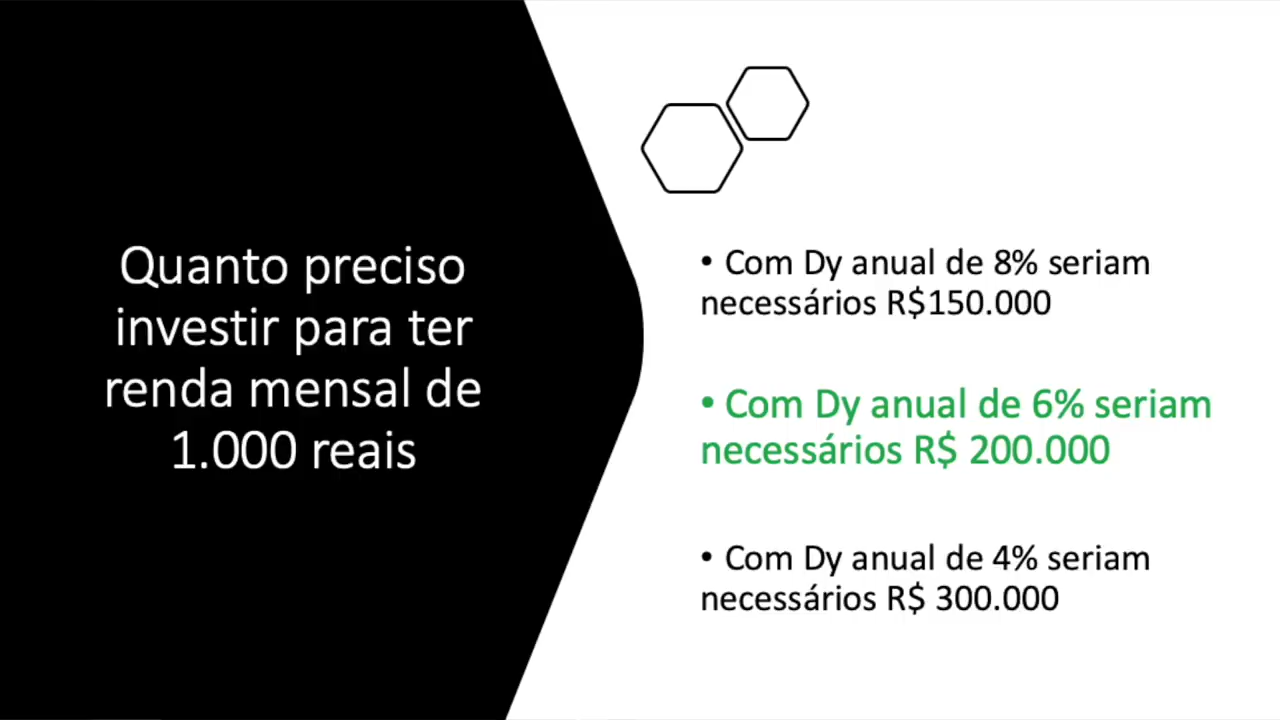 Quanto preciso
investir para ter
renda mensal de
1.000 reais
• Com Dy anual de 8% seriam
necessários R$150.000
• Com Dy anual de 6% seriam
necessários R$ 200.000
• Com Dy anual de 4% seriam
necessários R$ 300.000